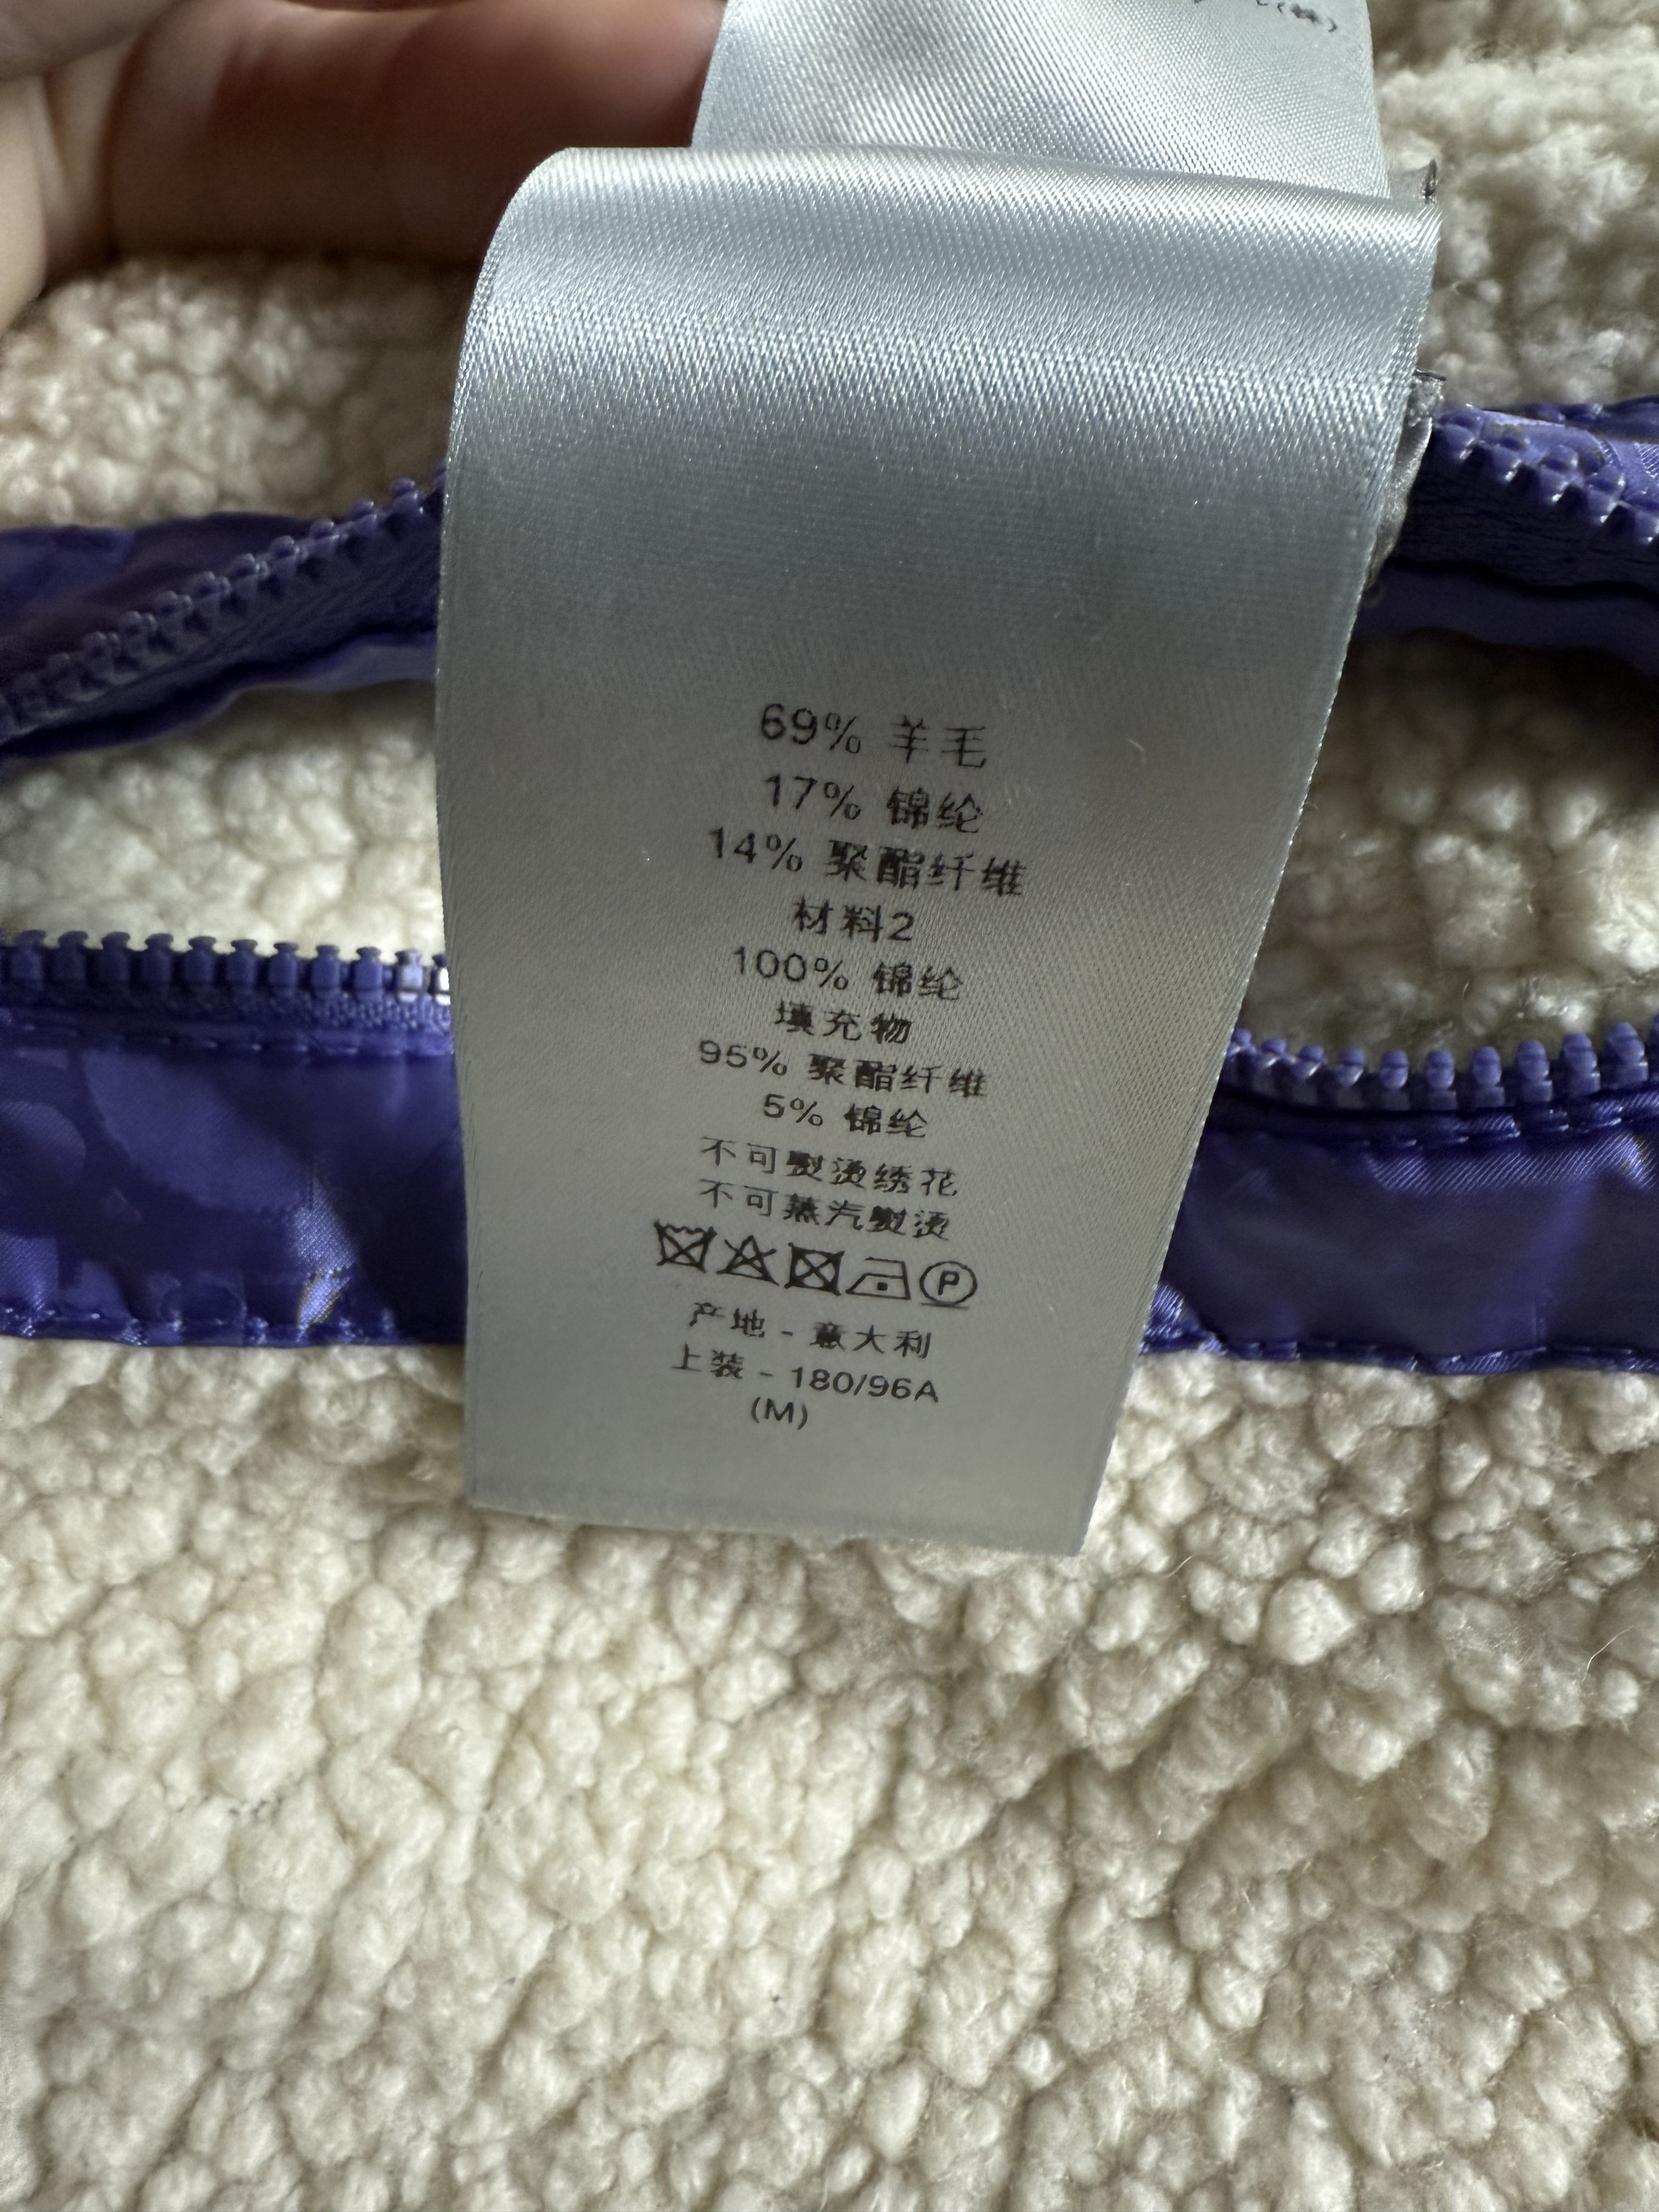 69% 羊毛
17% 锦纶
14% 聚酯纤维
材料2
100% 锦纶
填充物
95% 聚酯纤维
5% 锦纶
不可熨烫绣花
不可蒸汽熨烫
P
产地 - 意大利
上装 - 180/96A
(M)